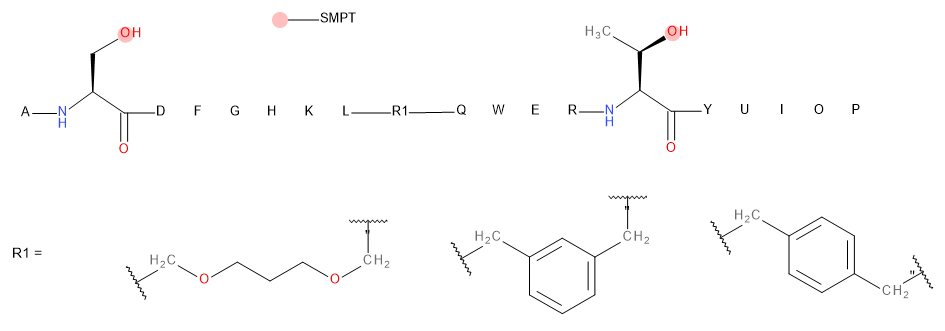 SMPT
OH
H₃C OH
A N H O D F G H K L R1 Q W E R N H O Y U I O P
R1 =
H₂C O O CH₂ "
H₂C CH₂ "
H₂C CH₂ "